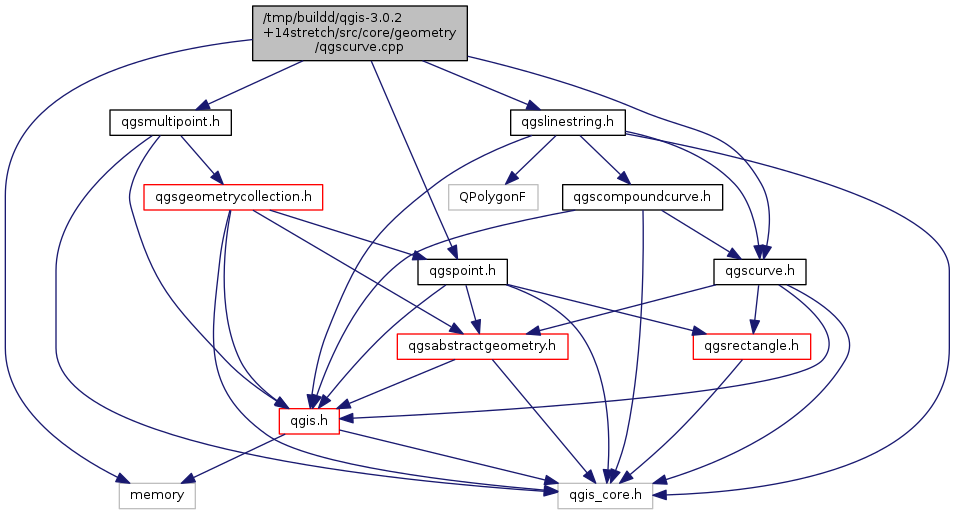 /tmp/buildd/qgis-3.0.2
+14stretch/src/core/geometry
/qgscurve.cpp
qgsmultipoint.h
qgslinestring.h
qgsgeometrycollection.h
QPolygonF
qgscompoundcurve.h
qgspoint.h
qgscurve.h
qgsabstractgeometry.h
qgsrectangle.h
qgis.h
memory
qgis_core.h